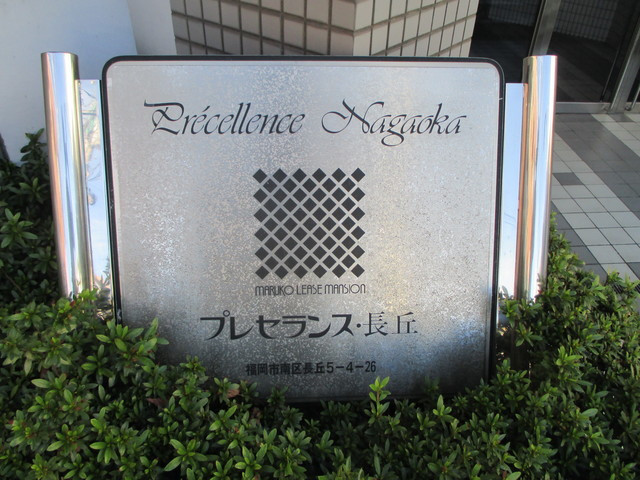 Précellence Nagaoka
MARUKO LEASE MANSION
プレセランス・長丘
福岡市南区長丘5-4-26